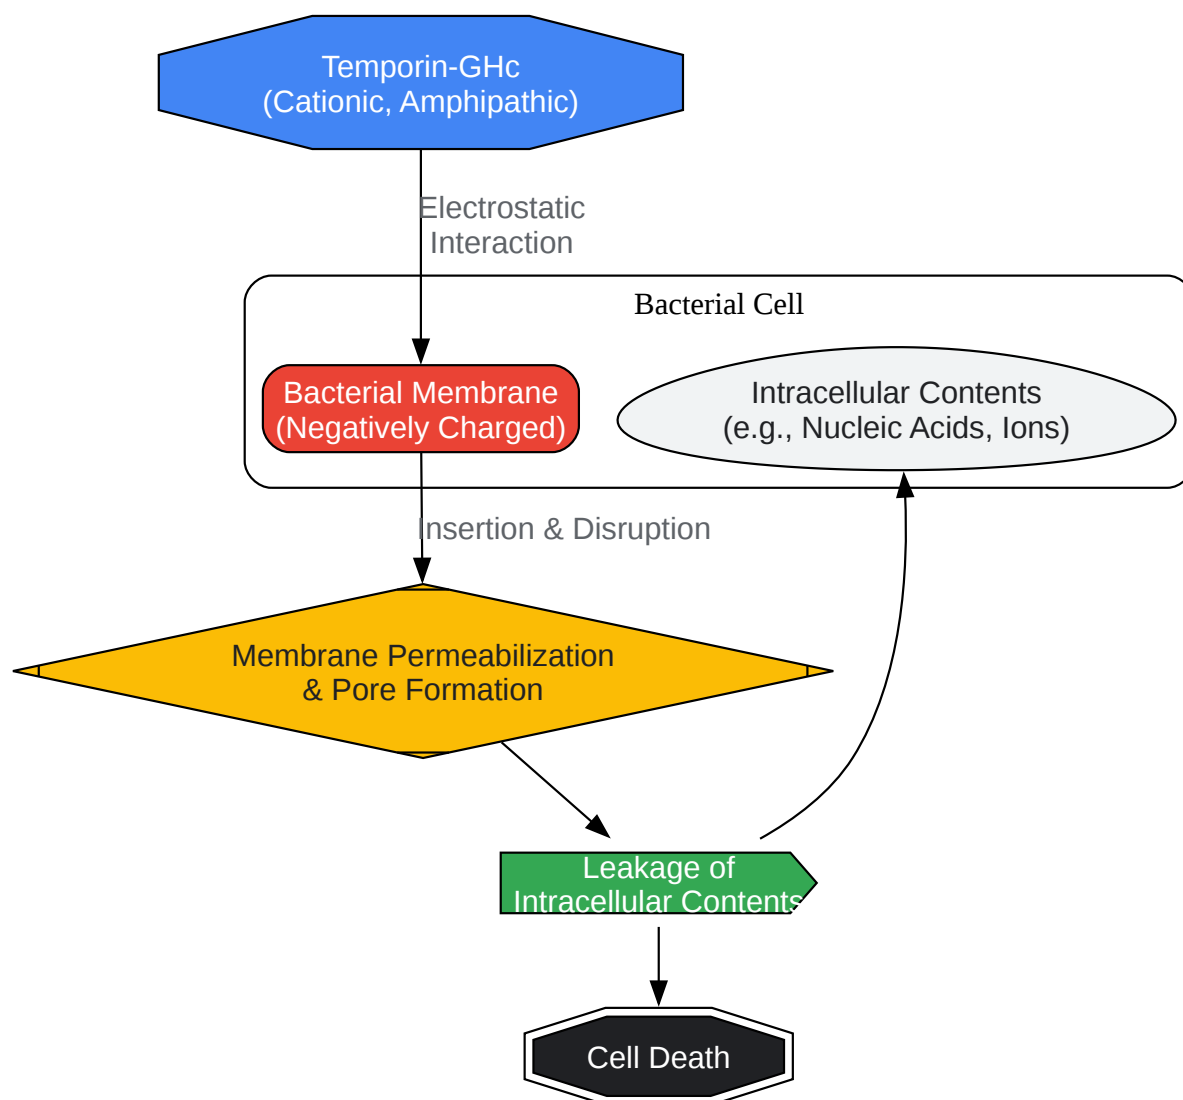 Temporin-GHc
(Cationic, Amphipathic)
Electrostatic
Interaction
Bacterial Cell
Bacterial Membrane
(Negatively Charged)
Intracellular Contents
(e.g., Nucleic Acids, Ions)
Insertion & Disruption
Membrane Permeabilization
& Pore Formation
Leakage of
Intracellular Contents
Cell Death